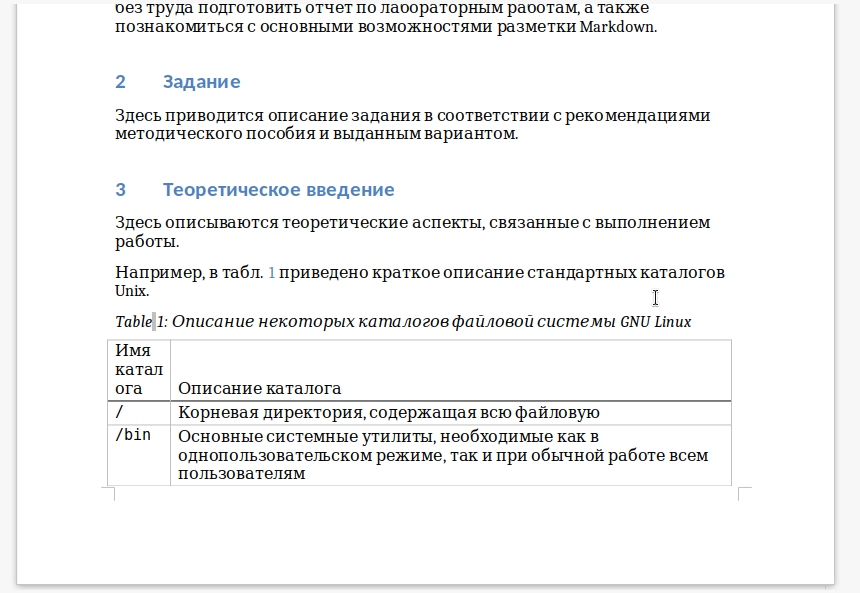 без труда подготовить отчет по лабораторным работам, а также
познакомиться с основными возможностями разметки Markdown.
2 Задание
Здесь приводится описание задания в соответствии с рекомендациями
методического пособия и выданным вариантом.
3 Теоретическое введение
Здесь описываются теоретические аспекты, связанные с выполнением
работы.
Например, в табл. 1 приведено краткое описание стандартных каталогов
Unix.
Table 1: Описание некоторых каталогов файловой системы GNU Linux
Имя
катал
ога Описание каталога
/ Корневая директория, содержащая всю файловую
/bin Основные системные утилиты, необходимые как в
однопользовательском режиме, так и при обычной работе всем
пользователям